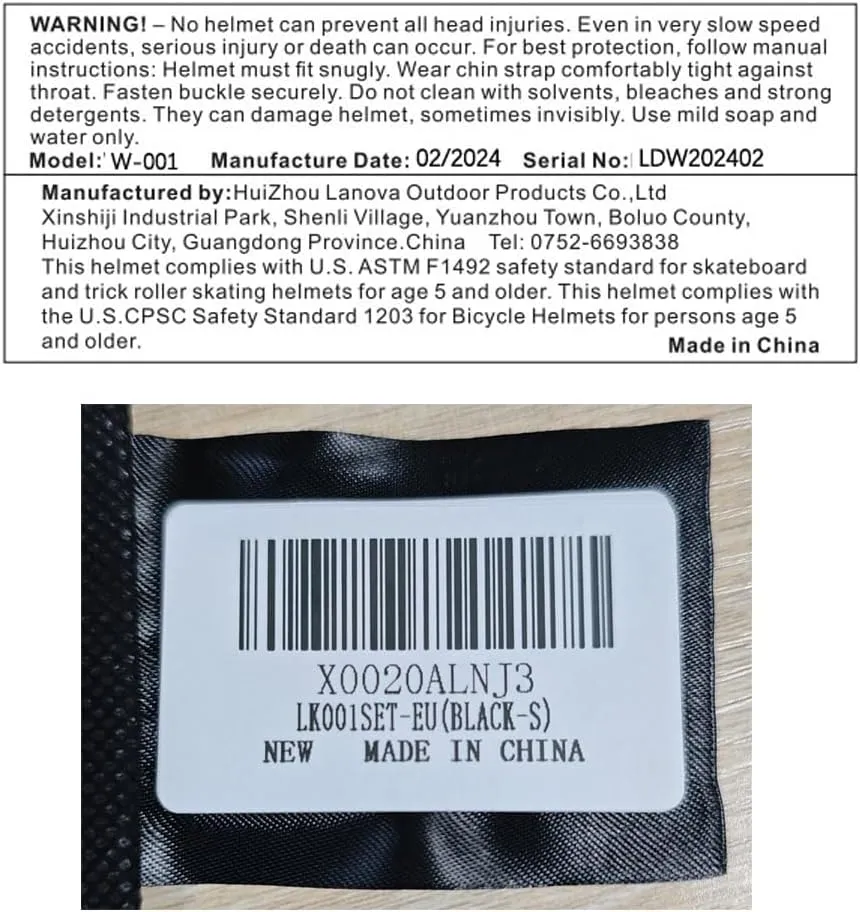 WARNING! – No helmet can prevent all head injuries. Even in very slow speed
accidents, serious injury or death can occur. For best protection, follow manual
instructions: Helmet must fit snugly. Wear chin strap comfortably tight against
throat. Fasten buckle securely. Do not clean with solvents, bleaches and strong
detergents. They can damage helmet, sometimes invisibly. Use mild soap and
water only.
Model: W-001 Manufacture Date: 02/2024 Serial No: LDW202402
Manufactured by:HuiZhou Lanova Outdoor Products Co.,Ltd
Xinshiji Industrial Park, Shenli Village, Yuanzhou Town, Boluo County,
Huizhou City, Guangdong Province.China Tel: 0752-6693838
This helmet complies with U.S. ASTM F1492 safety standard for skateboard
and trick roller skating helmets for age 5 and older. This helmet complies with
the U.S.CPSC Safety Standard 1203 for Bicycle Helmets for persons age 5
and older.
Made in China
X0020ALNJ3
LK001SET-EU(BLACK-S)
NEW MADE IN CHINA